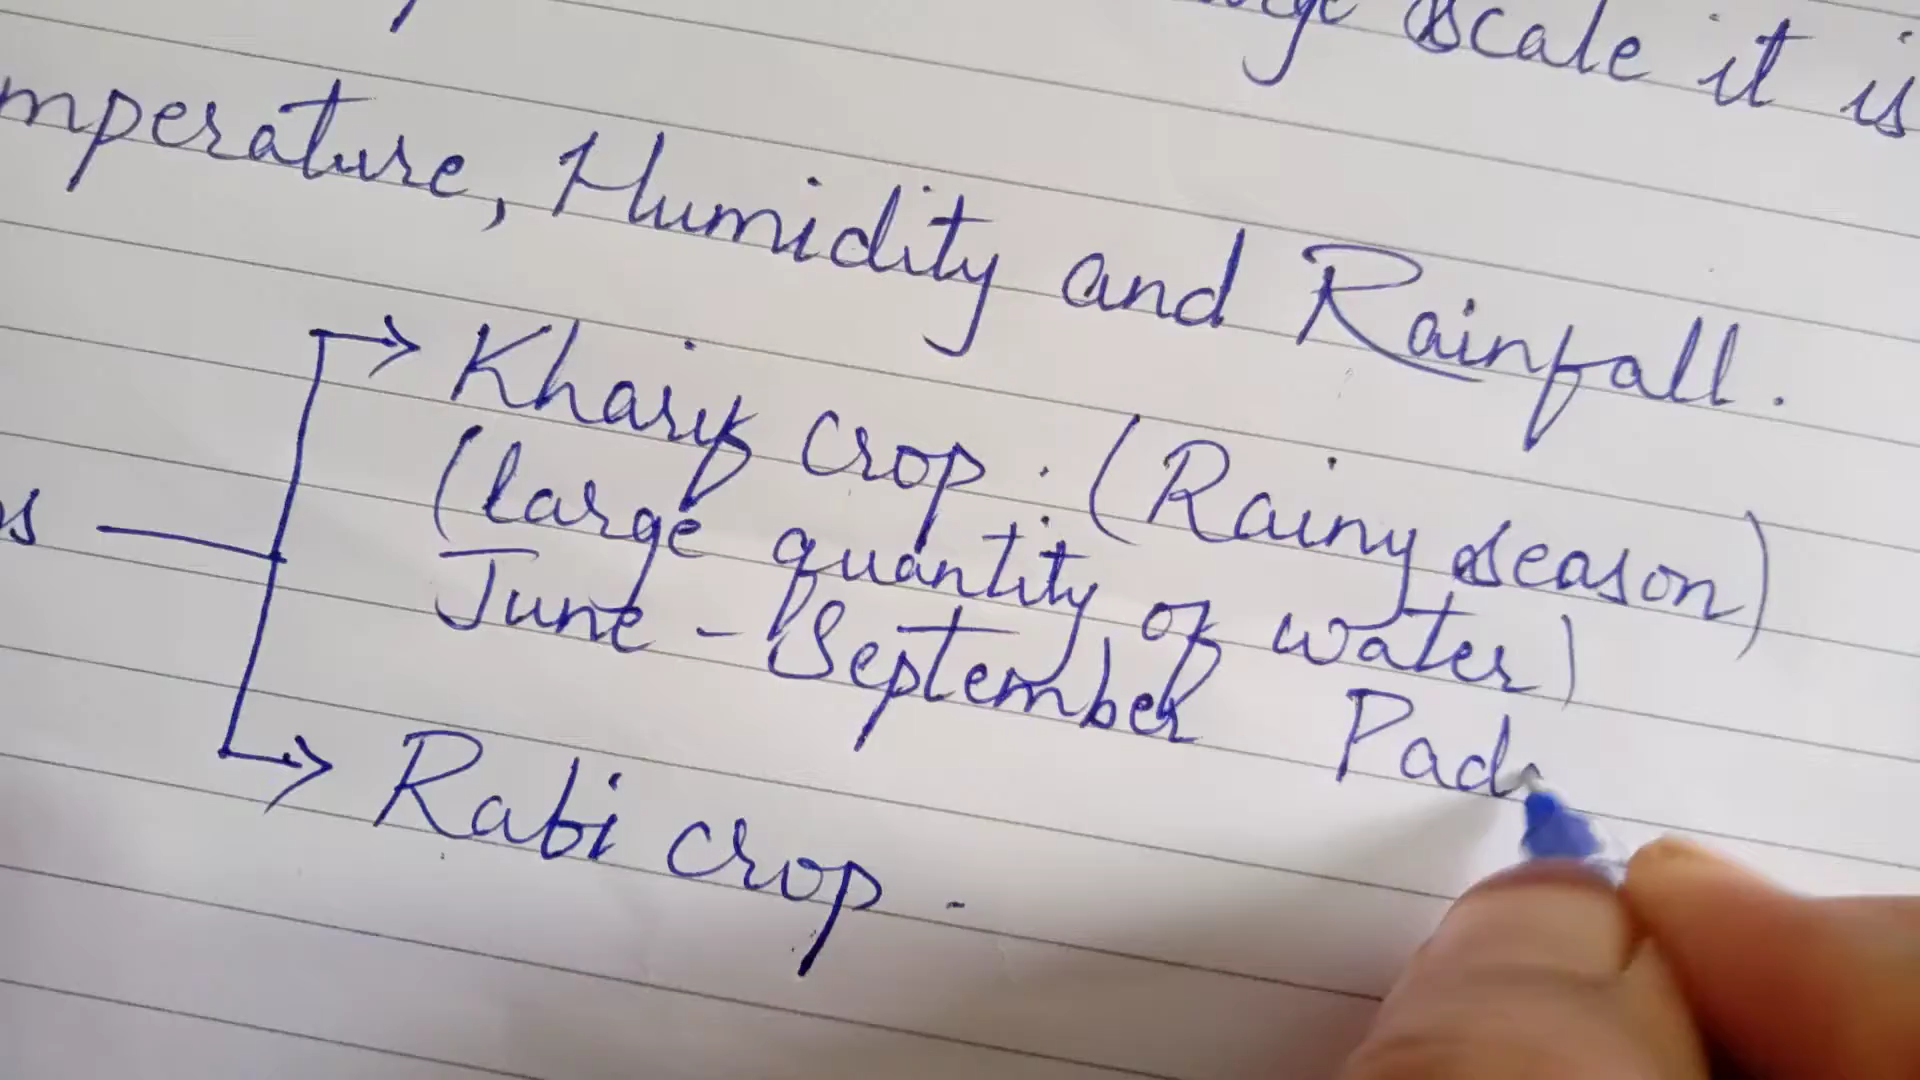 scale it is
mperature, Humidity and Rainfall.
Kharif crop. (Rainy season)
(large quantity of water)
June - September Pad
Rabi crop.